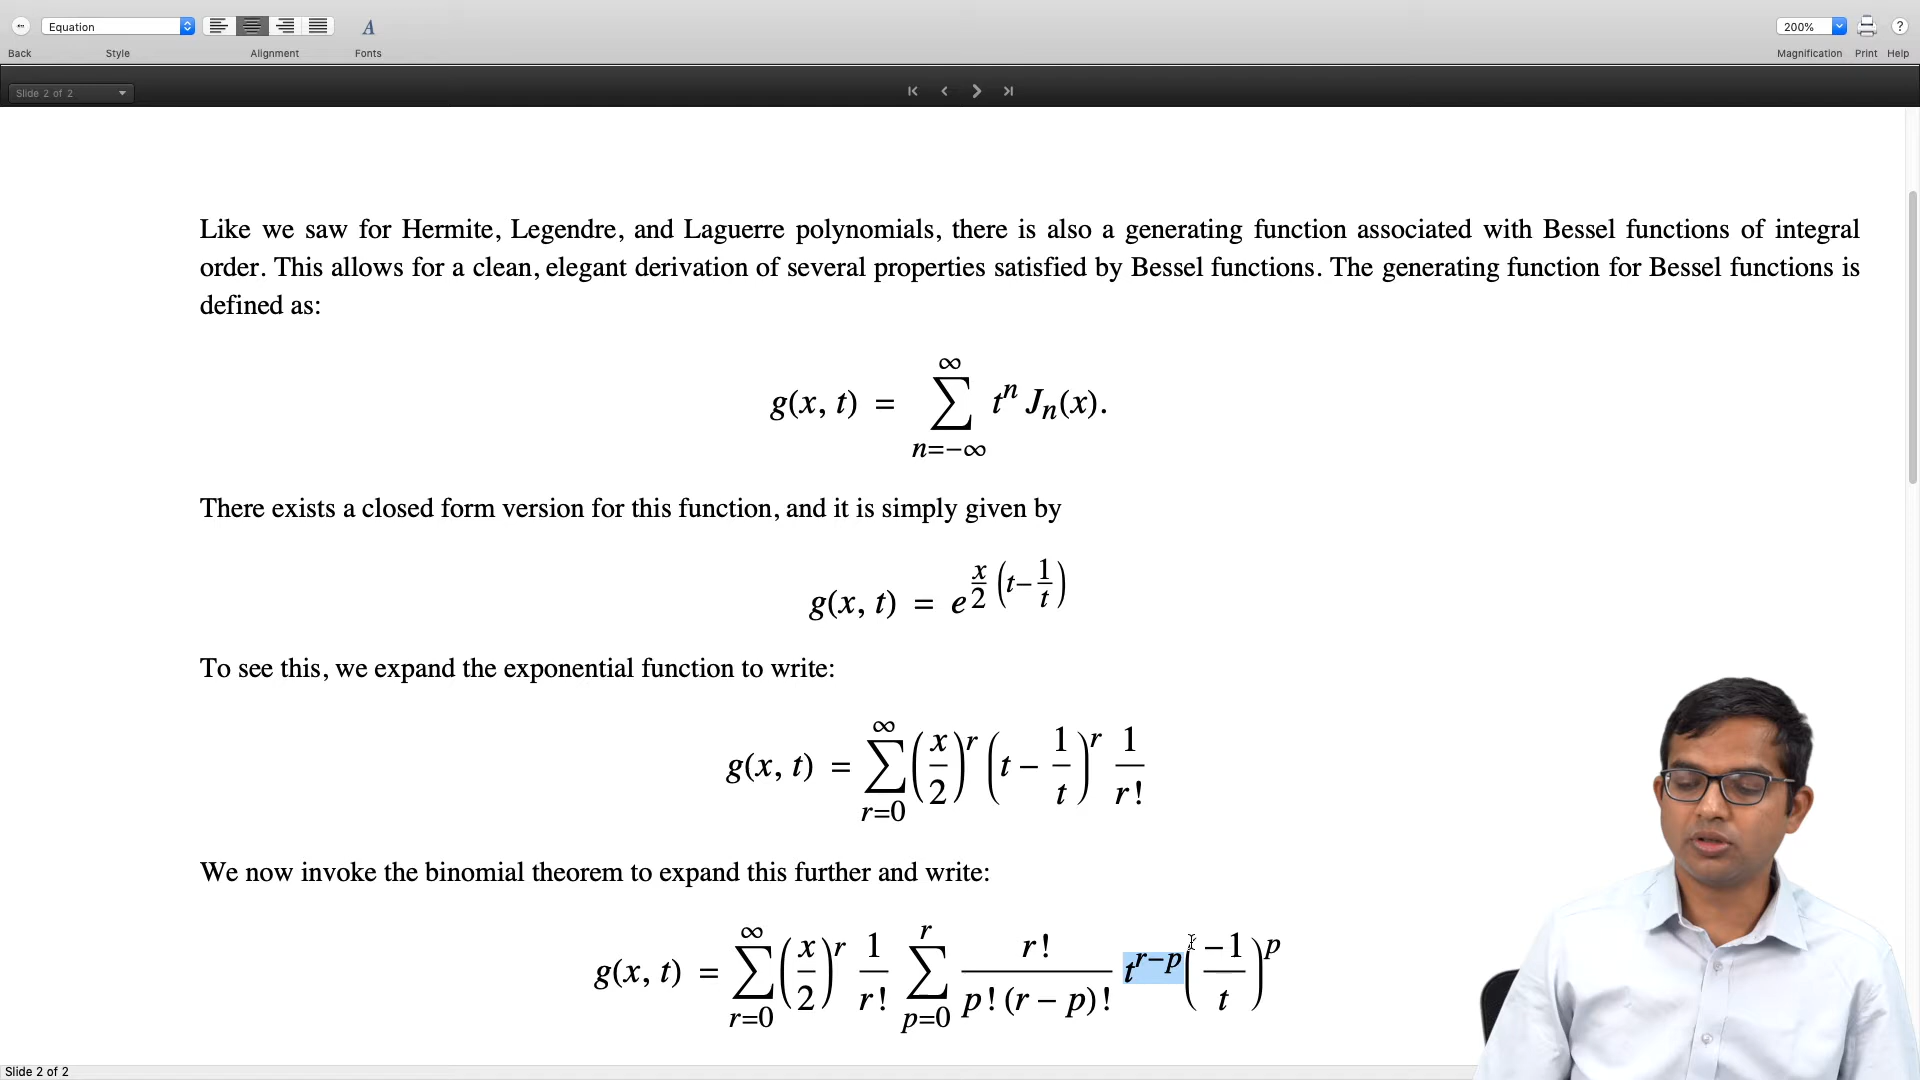 Equation
200%
Back
Style
Alignment
Fonts
Magnification
Print
Help
Slide 2 of 2
Like we saw for Hermite, Legendre, and Laguerre polynomials, there is also a generating function associated with Bessel functions of integral
order. This allows for a clean, elegant derivation of several properties satisfied by Bessel functions. The generating function for Bessel functions is
defined as:
g(x, t) = ∑_{n=−∞}^{∞} t^n J_n(x).
There exists a closed form version for this function, and it is simply given by
g(x, t) = e^{x/2 (t − 1/t)}
To see this, we expand the exponential function to write:
g(x, t) = ∑_{r=0}^{∞} (x/2)^r (t − 1/t)^r 1/r!
We now invoke the binomial theorem to expand this further and write:
g(x, t) = ∑_{r=0}^{∞} (x/2)^r 1/r! ∑_{p=0}^{r} r!/(p! (r − p)!) t^{r−p} (−1/t)^p
Slide 2 of 2